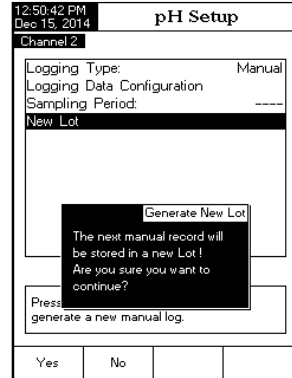 12:50:42 PM
Dec 15, 2014
pH Setup
Channel 2
Logging Type: Manual
Logging Data Configuration
Sampling Period: ----
New Lot
Generate New Lot
The next manual record will
be stored in a new Lot !
Are you sure you want to
continue?
Press
generate a new manual log.
Yes No